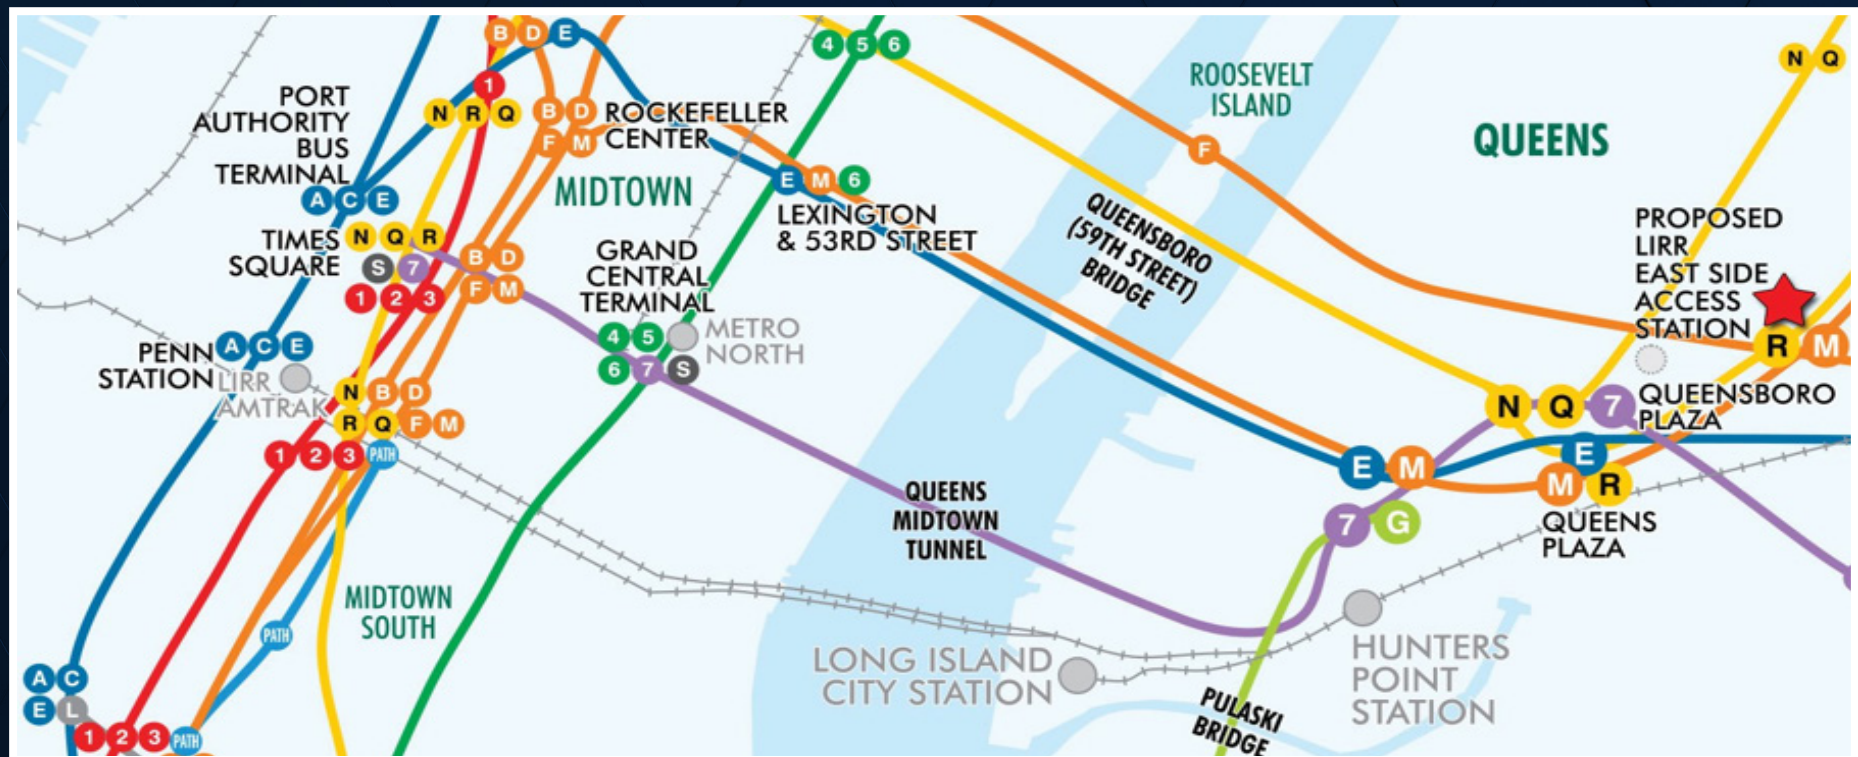 B D E
4 5 6
N Q
1
PORT
AUTHORITY
BUS
TERMINAL
A C E
N R Q
B D
F M
ROCKEFELLER
CENTER
ROOSEVELT
ISLAND
F
QUEENS
MIDTOWN
E M 6
LEXINGTON
& 53RD STREET
QUEENSBORO
(59TH STREET)
BRIDGE
PROPOSED
LIRR
EAST SIDE
ACCESS
STATION
R M
TIMES
SQUARE
N Q R
S 7
1 2 3
B D
F M
GRAND
CENTRAL
TERMINAL
4 5
6 7 S
METRO
NORTH
PENN
STATION
A C E
LIRR
AMTRAK
N B D
R Q F M
1 2 3 PATH
N Q 7
QUEENSBORO
PLAZA
E M
E
M R
QUEENS
PLAZA
7 G
QUEENS
MIDTOWN
TUNNEL
MIDTOWN
SOUTH
PATH
LONG ISLAND
CITY STATION
HUNTERS
POINT
STATION
PULASKI
BRIDGE
A C
E L
1 2 3 PATH